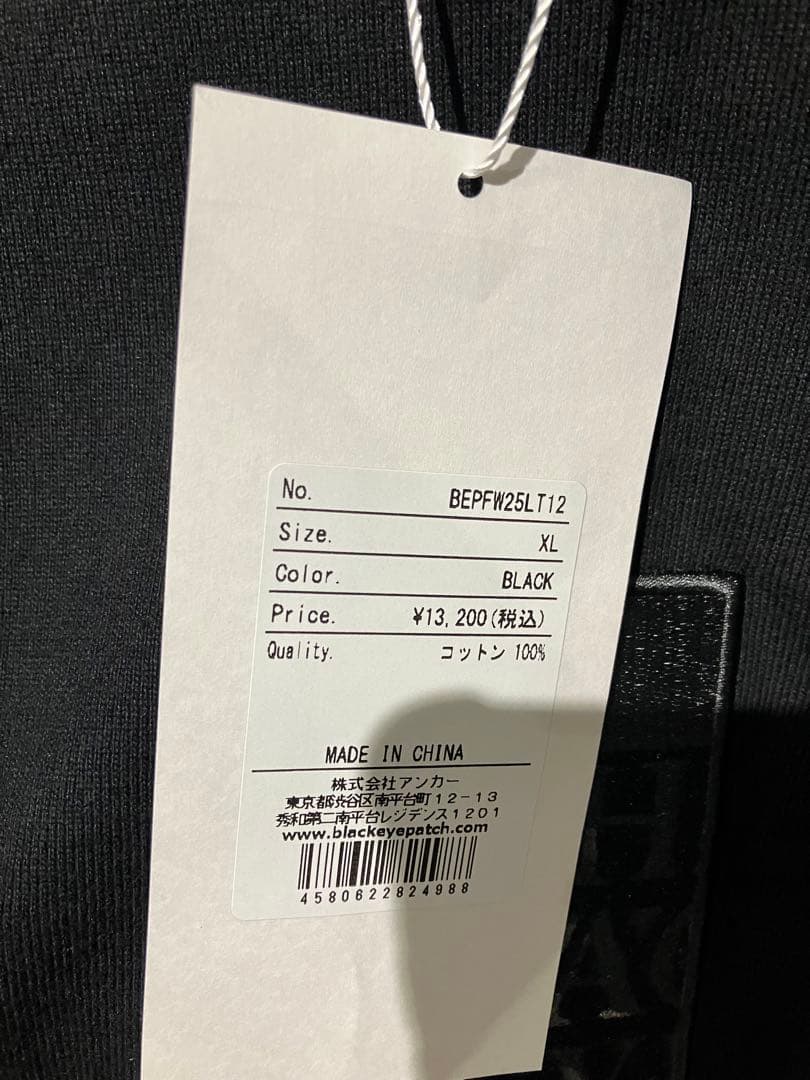 No. BEPFW25LT12
Size. XL
Color. BLACK
Price. ¥13,200(税込)
Quality. コットン 100%
MADE IN CHINA
株式会社アンカー
東京都渋谷区南平台町12-13
秀和第二南平台レジデンス1201
www.blackeyepatch.com
4580622824988